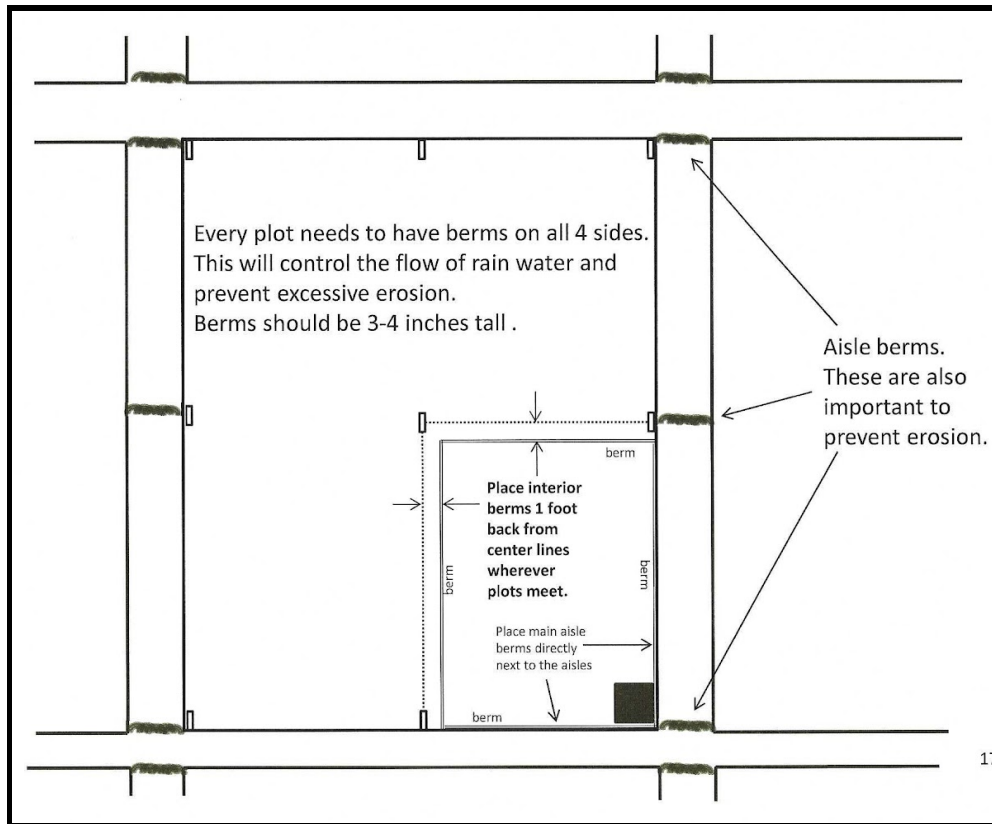 Every plot needs to have berms on all 4 sides.
This will control the flow of rain water and
prevent excessive erosion.
Berms should be 3-4 inches tall .
Aisle berms.
These are also
important to
prevent erosion.
berm
Place interior
berms 1 foot
back from
center lines
wherever
plots meet.
berm
berm
Place main aisle
berms directly
next to the aisles
berm
17